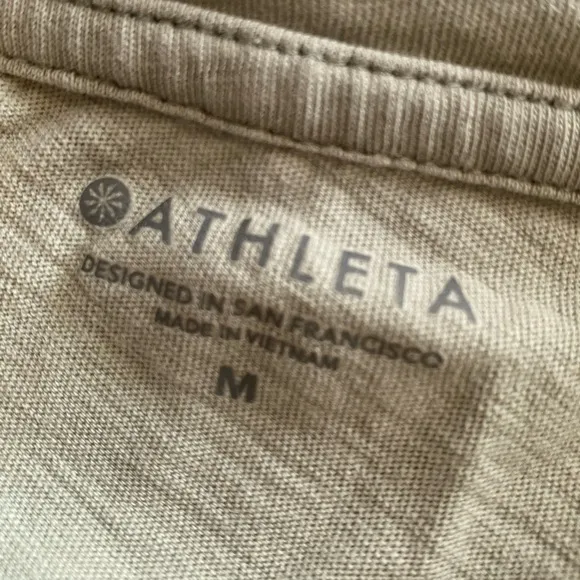 ATHLETA
DESIGNED IN SAN FRANCISCO
MADE IN VIETNAM
M